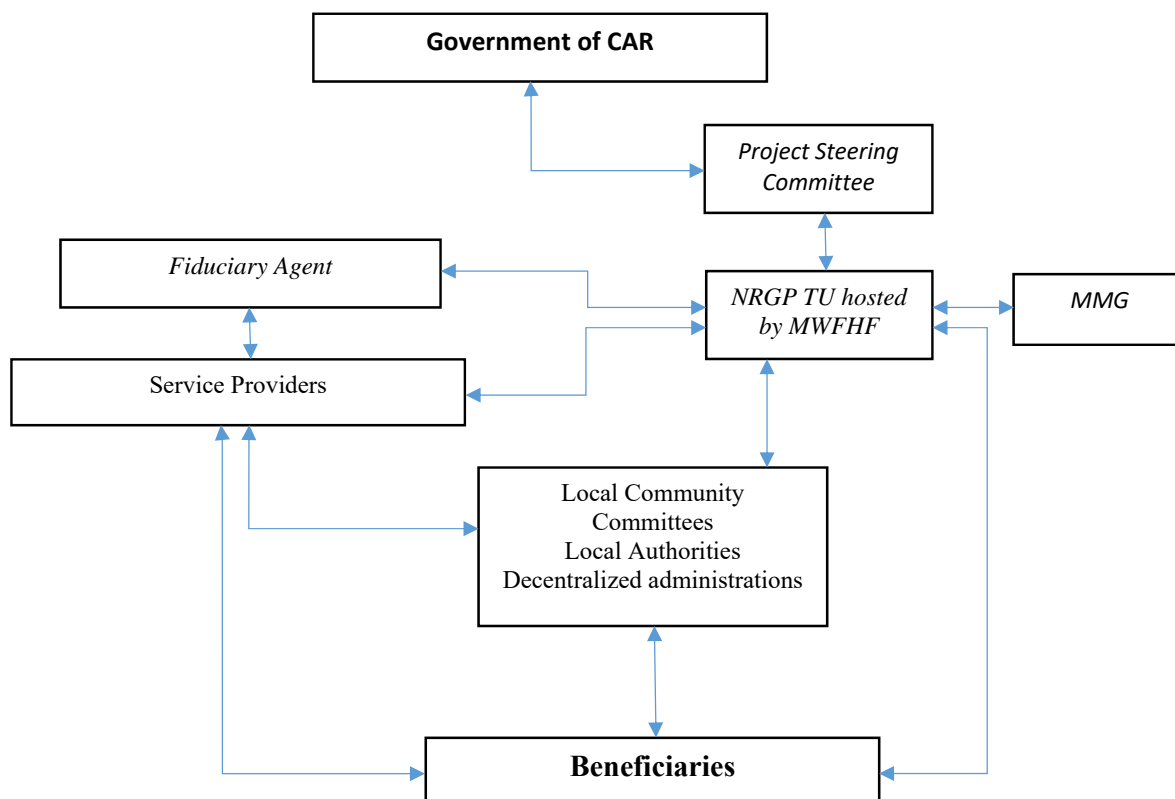 Government of CAR
Project Steering
Committee
Fiduciary Agent
NRGP TU hosted
by MWFHF
MMG
Service Providers
Local Community
Committees
Local Authorities
Decentralized administrations
Beneficiaries